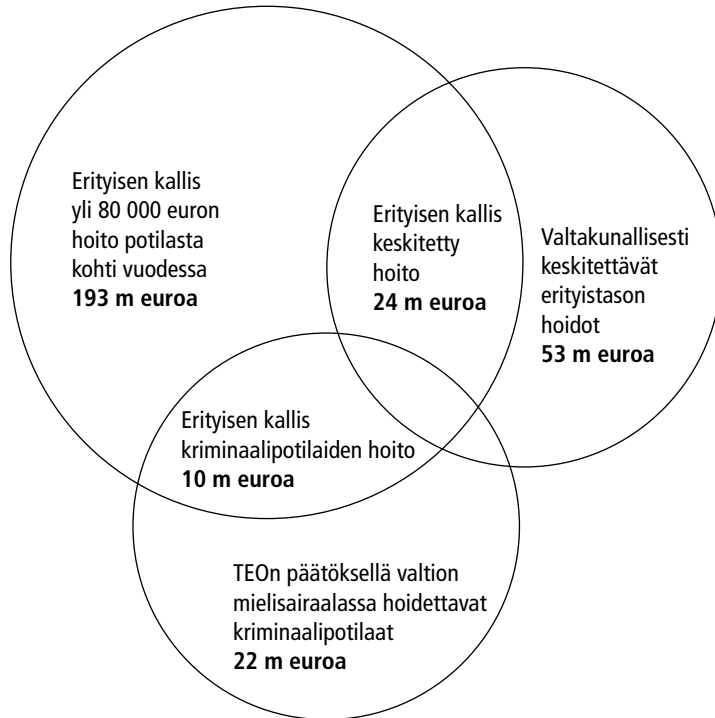 Erityisen kallis
yli 80 000 euron
hoito potilasta
kohti vuodessa
193 m euroa
Erityisen kallis
keskitetty
hoito
24 m euroa
Valtakunallisesti
keskitettävät
erityistason
hoidot
53 m euroa
Erityisen kallis
kriminaalipotilaiden hoito
10 m euroa
TEOn päätöksellä valtion
mielisairaalassa hoidettavat
kriminaalipotilaat
22 m euroa